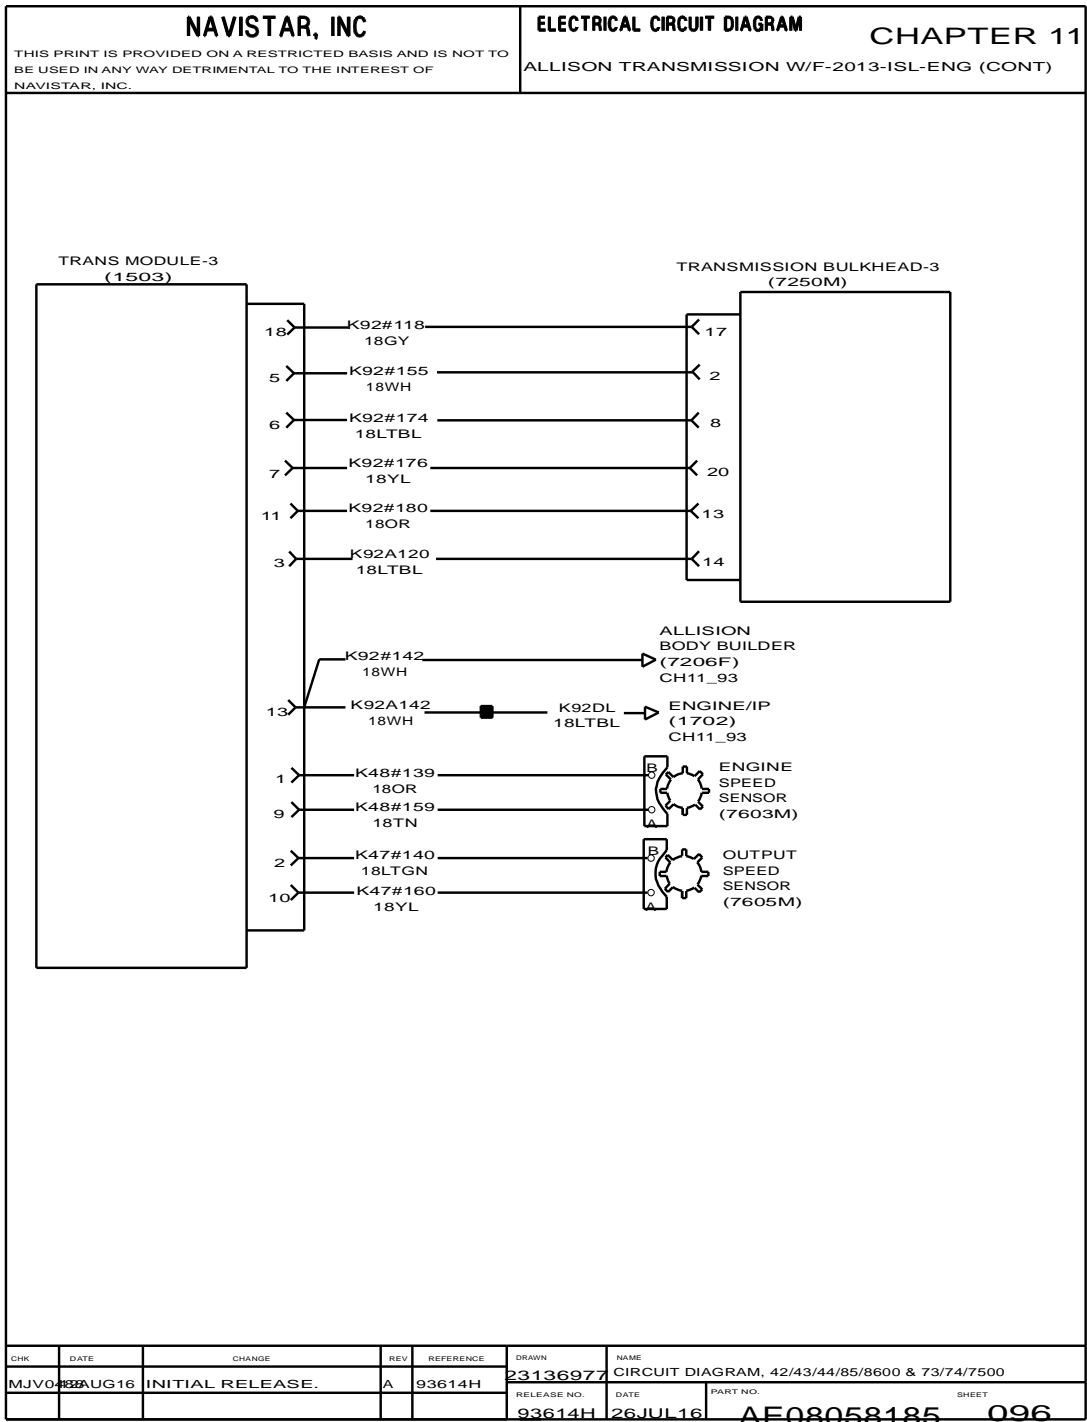 NAVISTAR, INC
THIS PRINT IS PROVIDED ON A RESTRICTED BASIS AND IS NOT TO
BE USED IN ANY WAY DETRIMENTAL TO THE INTEREST OF
NAVISTAR, INC.
ELECTRICAL CIRCUIT DIAGRAM
CHAPTER 11
ALLISON TRANSMISSION W/F-2013-ISL-ENG (CONT)
TRANS MODULE-3
(1503)
TRANSMISSION BULKHEAD-3
(7250M)
18 K92#118 17
18GY
5 K92#155 2
18WH
6 K92#174 8
18LTBL
7 K92#176 20
18YL
11 K92#180 13
18OR
3 K92A120 14
18LTBL
K92#142
18WH
ALLISION
BODY BUILDER
(7206F)
CH11_93
13 K92A142 K92DL
18WH 18LTBL
ENGINE/IP
(1702)
CH11_93
1 K48#139 B
18OR
9 K48#159 A
18TN
ENGINE
SPEED
SENSOR
(7603M)
2 K47#140 B
18LTGN
10 K47#160 A
18YL
OUTPUT
SPEED
SENSOR
(7605M)
CHK DATE CHANGE REV REFERENCE
INITIAL RELEASE. A 93614H
DRAWN
23136977
NAME
CIRCUIT DIAGRAM, 42/43/44/85/8600 & 73/74/7500
RELEASE NO.
93614H
DATE
26JUL16
PART NO.
AF08058185
SHEET
096